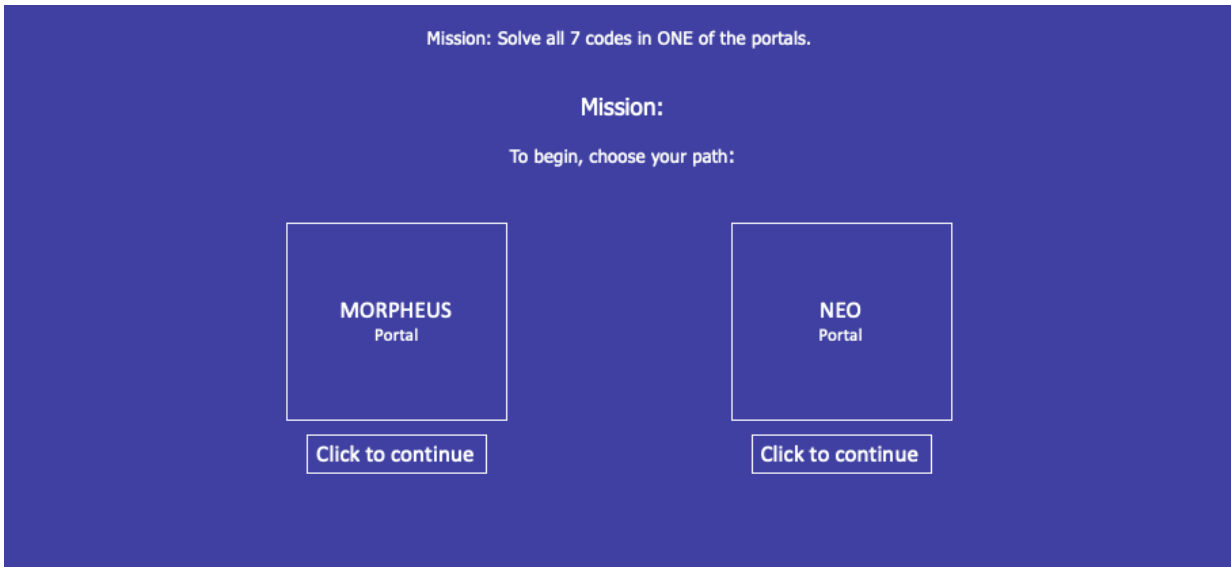 Mission: Solve all 7 codes in ONE of the portals.
Mission:
To begin, choose your path:
MORPHEUS
Portal
NEO
Portal
Click to continue
Click to continue